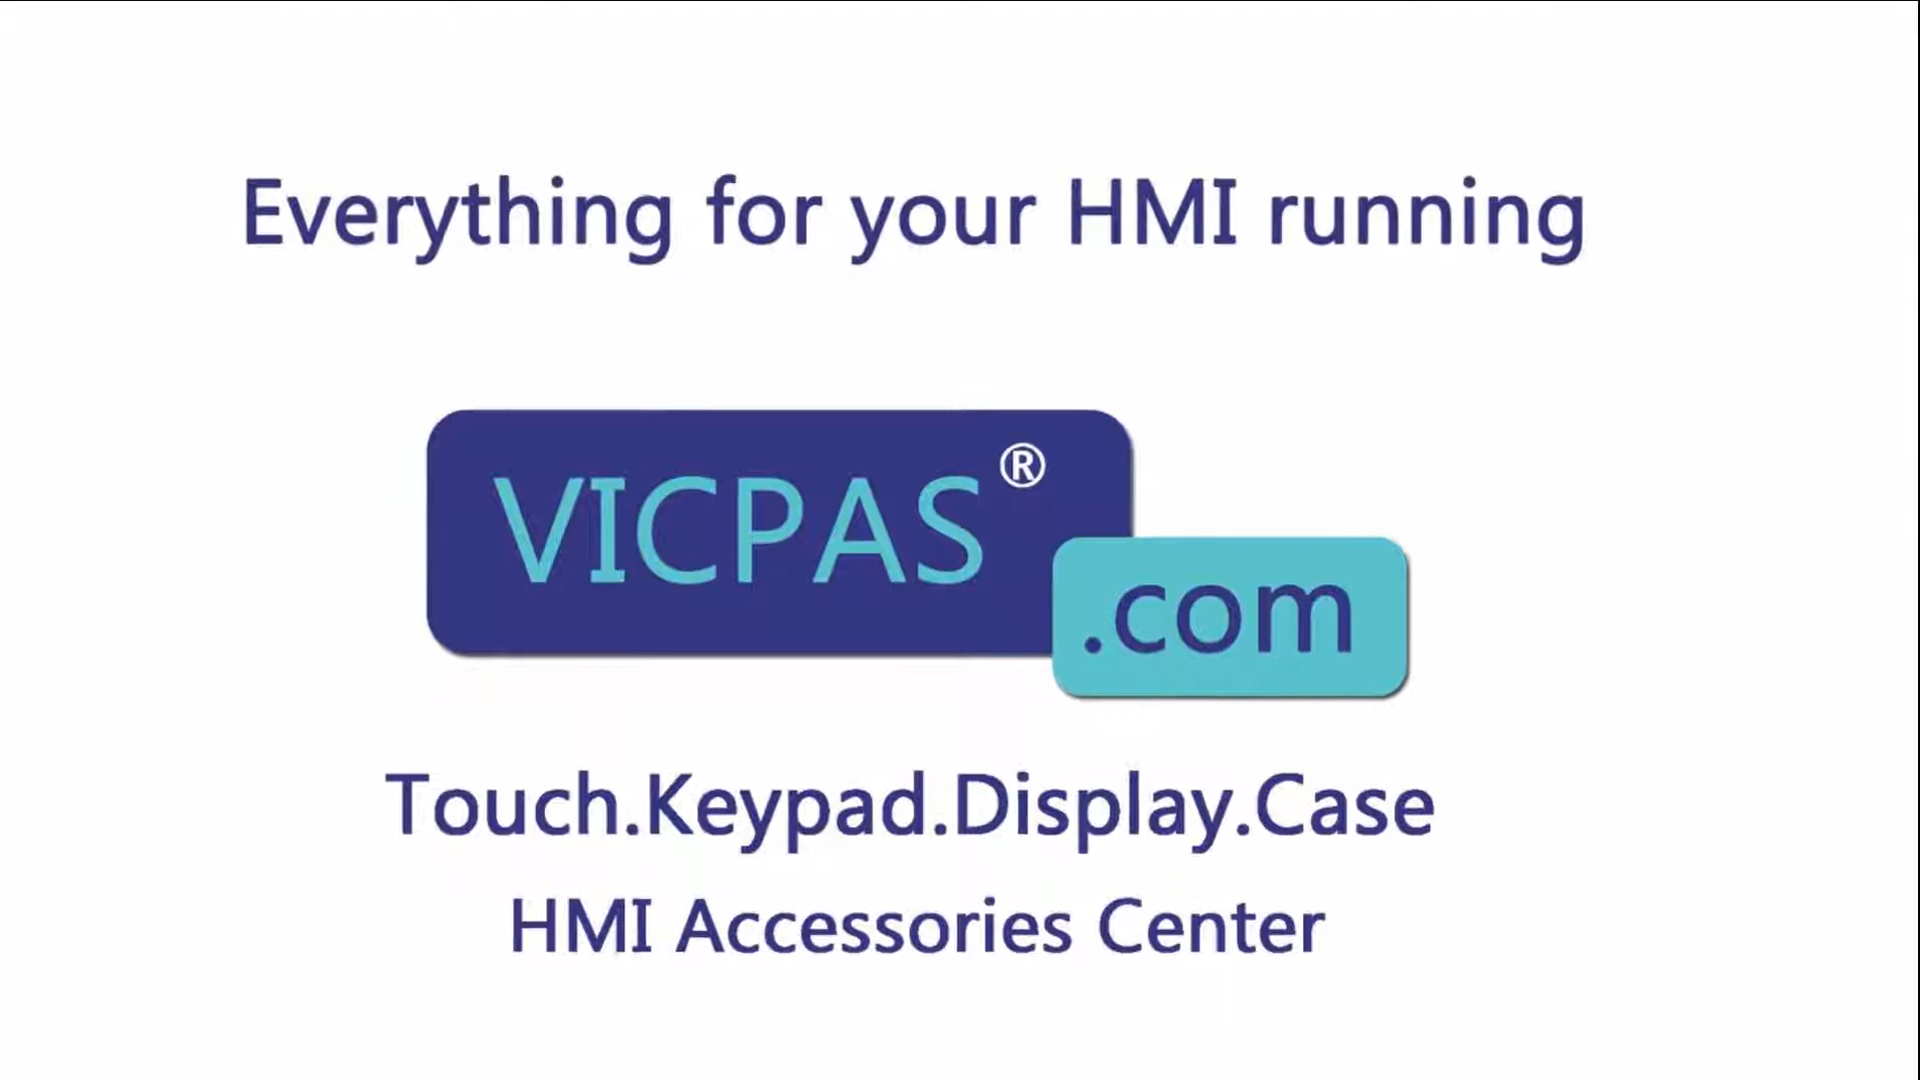 Everything for your HMI running
VICPAS®
.com
Touch.Keypad.Display.Case
HMI Accessories Center